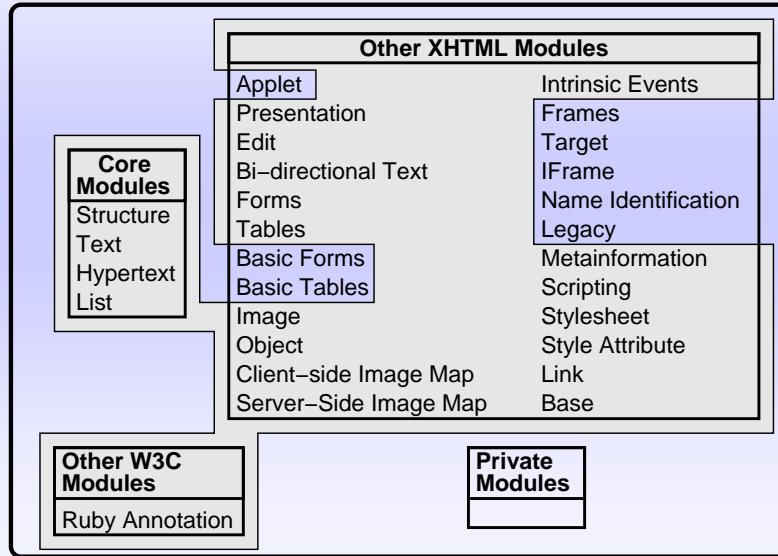 Other XHTML Modules
Applet
Presentation
Edit
Bi−directional Text
Forms
Tables
Basic Forms
Basic Tables
Image
Object
Client−side Image Map
Server−Side Image Map
Intrinsic Events
Frames
Target
IFrame
Name Identification
Legacy
Metainformation
Scripting
Stylesheet
Style Attribute
Link
Base
Core
Modules
Structure
Text
Hypertext
List
Other W3C
Modules
Ruby Annotation
Private
Modules